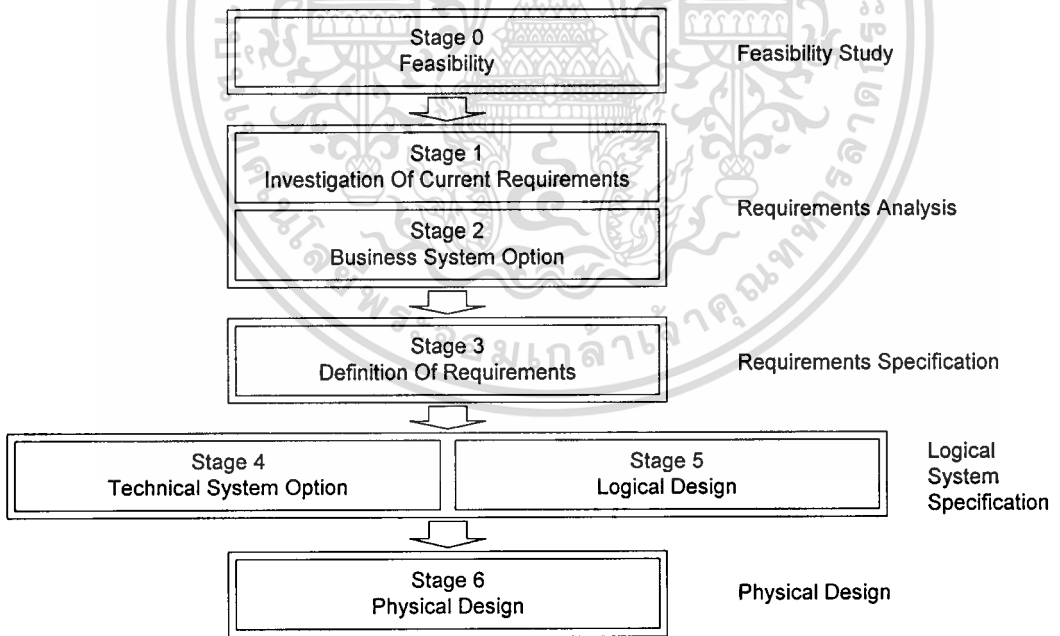 Stage 0
Feasibility
Feasibility Study
Stage 1
Investigation Of Current Requirements
Stage 2
Business System Option
Requirements Analysis
Stage 3
Definition Of Requirements
Requirements Specification
Stage 4
Technical System Option
Stage 5
Logical Design
Logical
System
Specification
Stage 6
Physical Design
Physical Design